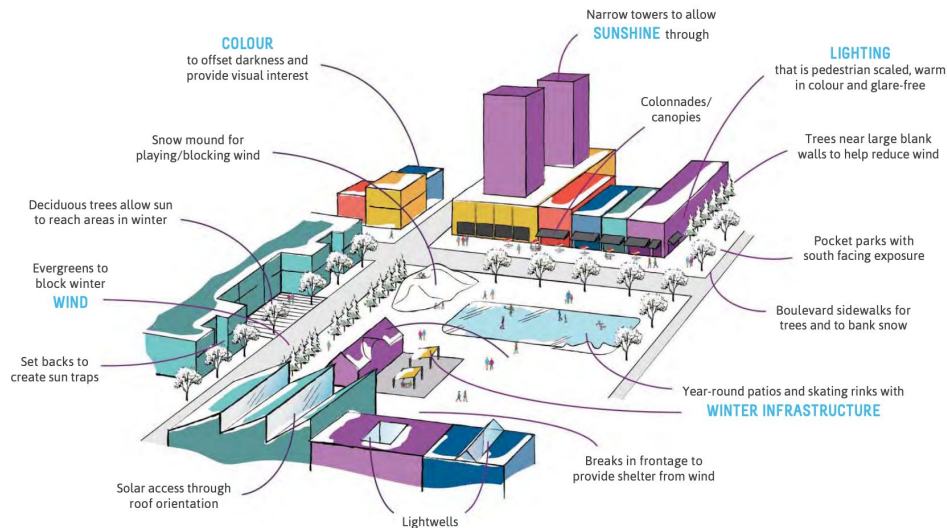 Narrow towers to allow
SUNSHINE through
COLOUR
to offset darkness and
provide visual interest
LIGHTING
that is pedestrian scaled, warm
in colour and glare-free
Colonnades/
canopies
Snow mound for
playing/blocking wind
Trees near large blank
walls to help reduce wind
Deciduous trees allow sun
to reach areas in winter
Pocket parks with
south facing exposure
Evergreens to
block winter
WIND
Boulevard sidewalks for
trees and to bank snow
Set backs to
create sun traps
Year-round patios and skating rinks with
WINTER INFRASTRUCTURE
Breaks in frontage to
provide shelter from wind
Solar access through
roof orientation
Lightwells